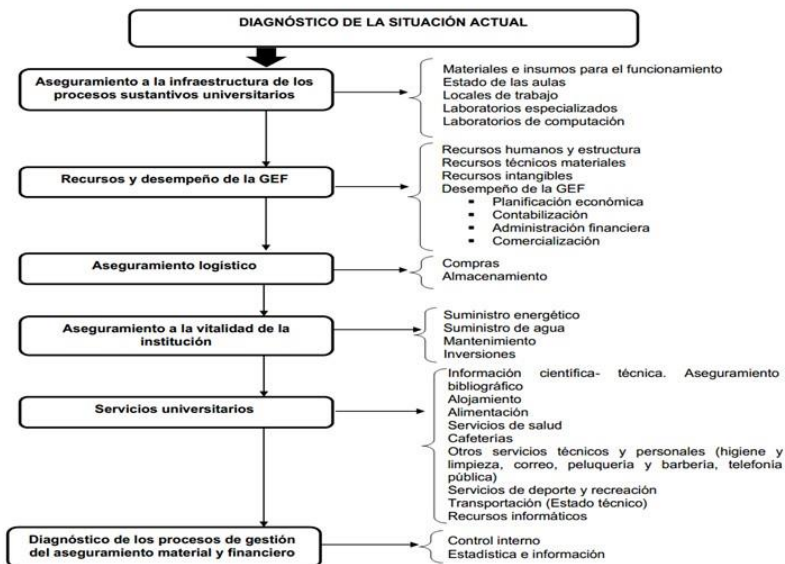 DIAGNÓSTICO DE LA SITUACIÓN ACTUAL
Aseguramiento a la infraestructura de los
procesos sustantivos universitarios
Materiales e insumos para el funcionamiento
Estado de las aulas
Locales de trabajo
Laboratorios especializados
Laboratorios de computación
Recursos y desempeño de la GEF
Recursos humanos y estructura
Recursos técnicos materiales
Recursos intangibles
Desempeño de la GEF
▪ Planificación económica
▪ Contabilización
▪ Administración financiera
▪ Comercialización
Aseguramiento logístico
Compras
Almacenamiento
Aseguramiento a la vitalidad de la
institución
Suministro energético
Suministro de agua
Mantenimiento
Inversiones
Servicios universitarios
Información científica- técnica. Aseguramiento
bibliográfico
Alojamiento
Alimentación
Servicios de salud
Cafeterías
Otros servicios técnicos y personales (higiene y
limpieza, correo, peluquería y barbería, telefonía
pública)
Servicios de deporte y recreación
Transportación (Estado técnico)
Recursos informáticos
Diagnóstico de los procesos de gestión
del aseguramiento material y financiero
Control interno
Estadística e información